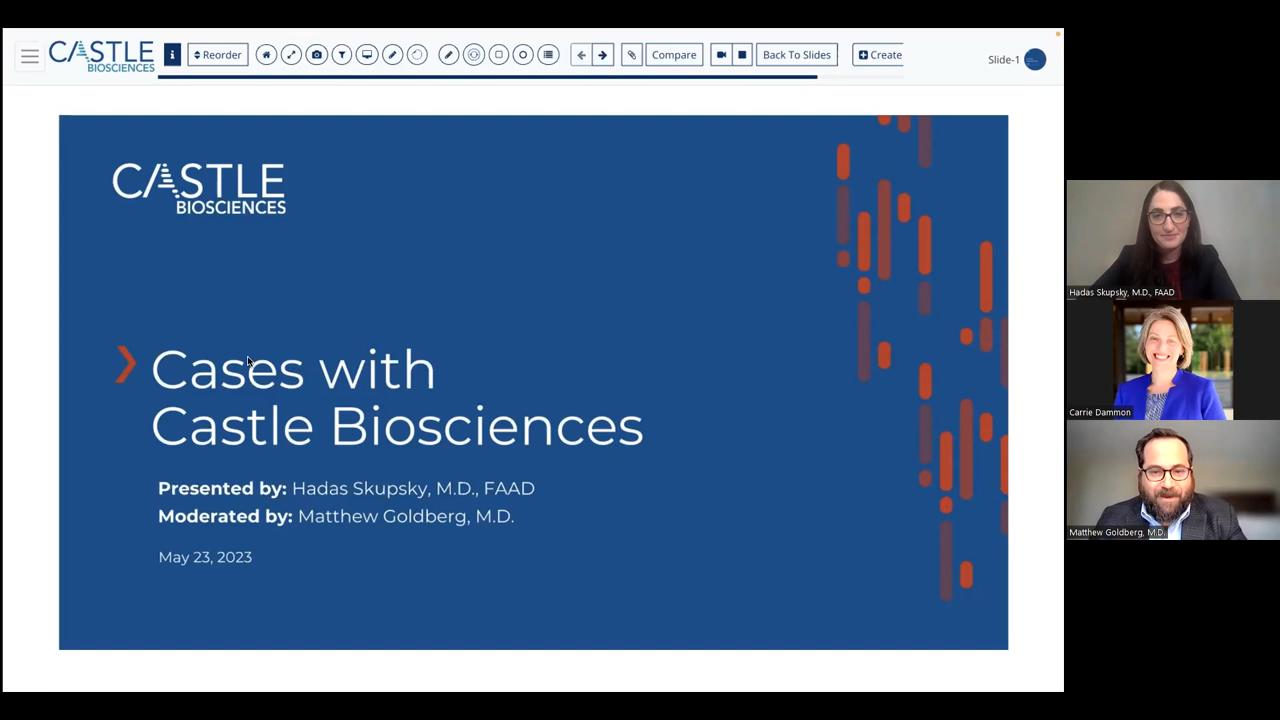 CASTLE
BIOSCIENCES
i
Reorder
Compare
Back To Slides
Create
Slide-1
CASTLE
BIOSCIENCES
Cases with
Castle Biosciences
Presented by: Hadas Skupsky, M.D., FAAD
Moderated by: Matthew Goldberg, M.D.
May 23, 2023
Hadas Skupsky, M.D., FAAD
Carrie Dammon
Matthew Goldberg, M.D.